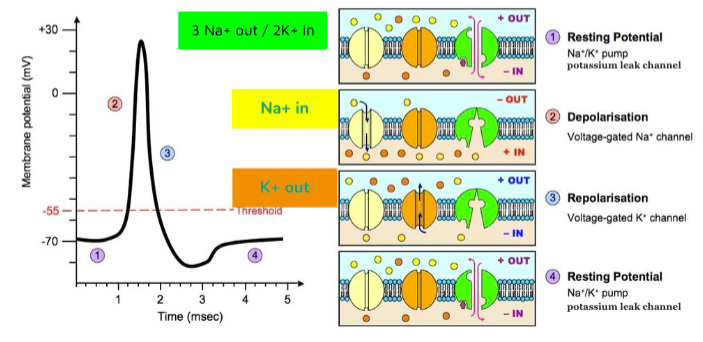 +30
0
-55
-70
Membrane potential (mV)
1
2
3
4
5
Time (msec)
Threshold
1
2
3
4
3 Na+ out / 2K+ in
Na+ in
K+ out
+ OUT
- IN
- OUT
+ IN
+ OUT
- IN
+ OUT
- IN
1 Resting Potential
Na⁺/K⁺ pump
potassium leak channel
2 Depolarisation
Voltage-gated Na⁺ channel
3 Repolarisation
Voltage-gated K⁺ channel
4 Resting Potential
Na⁺/K⁺ pump
potassium leak channel